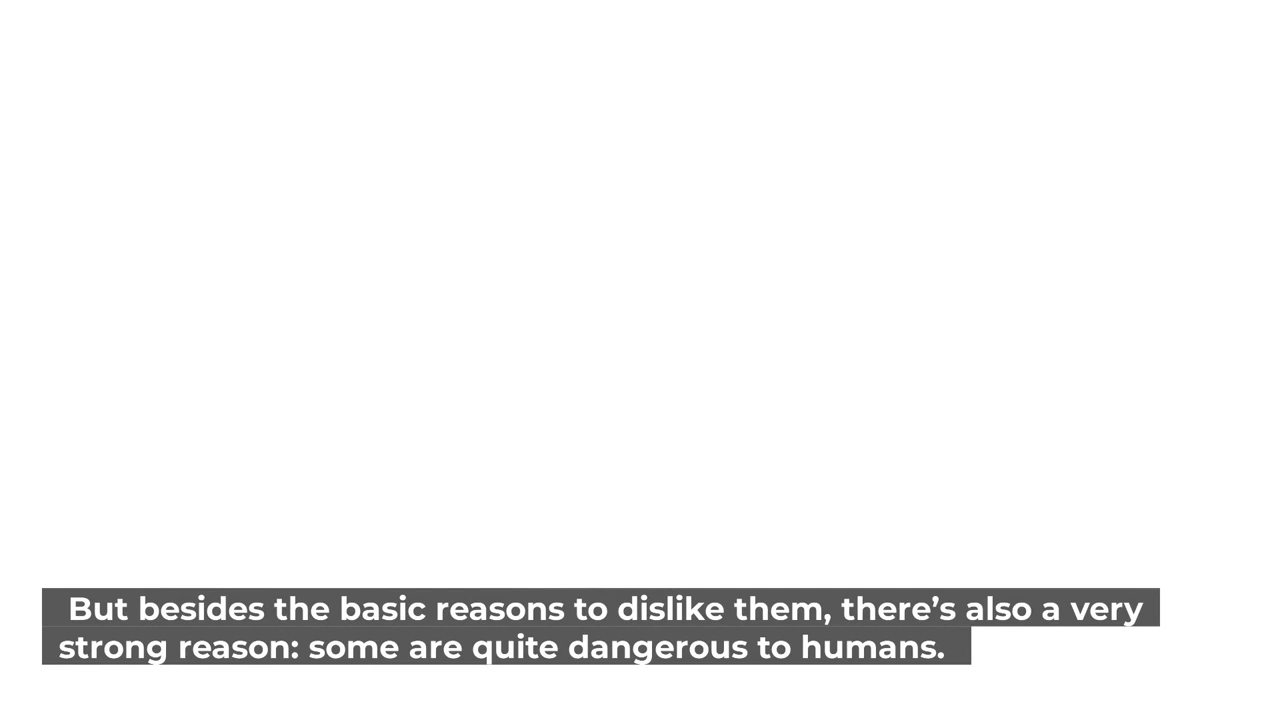 But besides the basic reasons to dislike them, there’s also a very
strong reason: some are quite dangerous to humans.